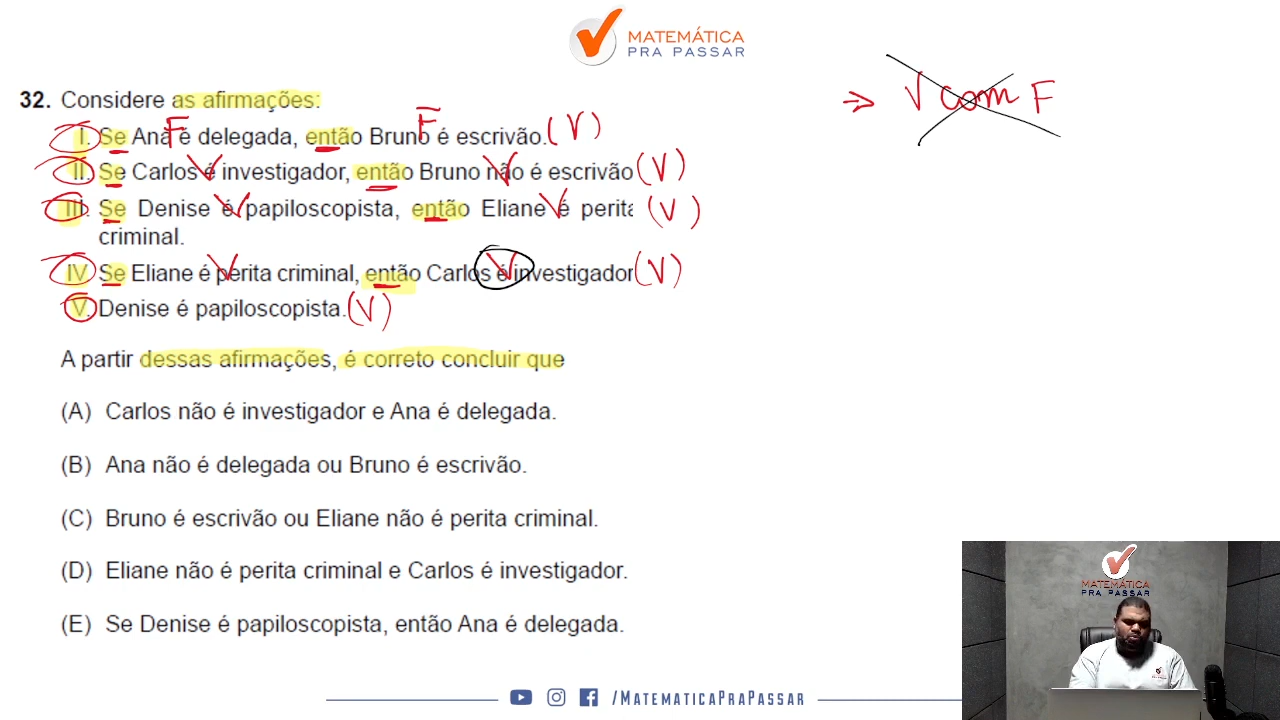 MATEMÁTICA
PRA PASSAR
⇒ V com F
32. Considere as afirmações:
F F
I. Se Ana é delegada, então Bruno é escrivão. (V)
V V
II. Se Carlos é investigador, então Bruno não é escrivão (V)
V V
III. Se Denise é papiloscopista, então Eliane é perita (V)
criminal.
V V
IV. Se Eliane é perita criminal, então Carlos é investigador (V)
V. Denise é papiloscopista. (V)
A partir dessas afirmações, é correto concluir que
(A) Carlos não é investigador e Ana é delegada.
(B) Ana não é delegada ou Bruno é escrivão.
(C) Bruno é escrivão ou Eliane não é perita criminal.
(D) Eliane não é perita criminal e Carlos é investigador.
(E) Se Denise é papiloscopista, então Ana é delegada.
MATEMÁTICA
PRA PASSAR
/MATEMATICAPRAPASSAR